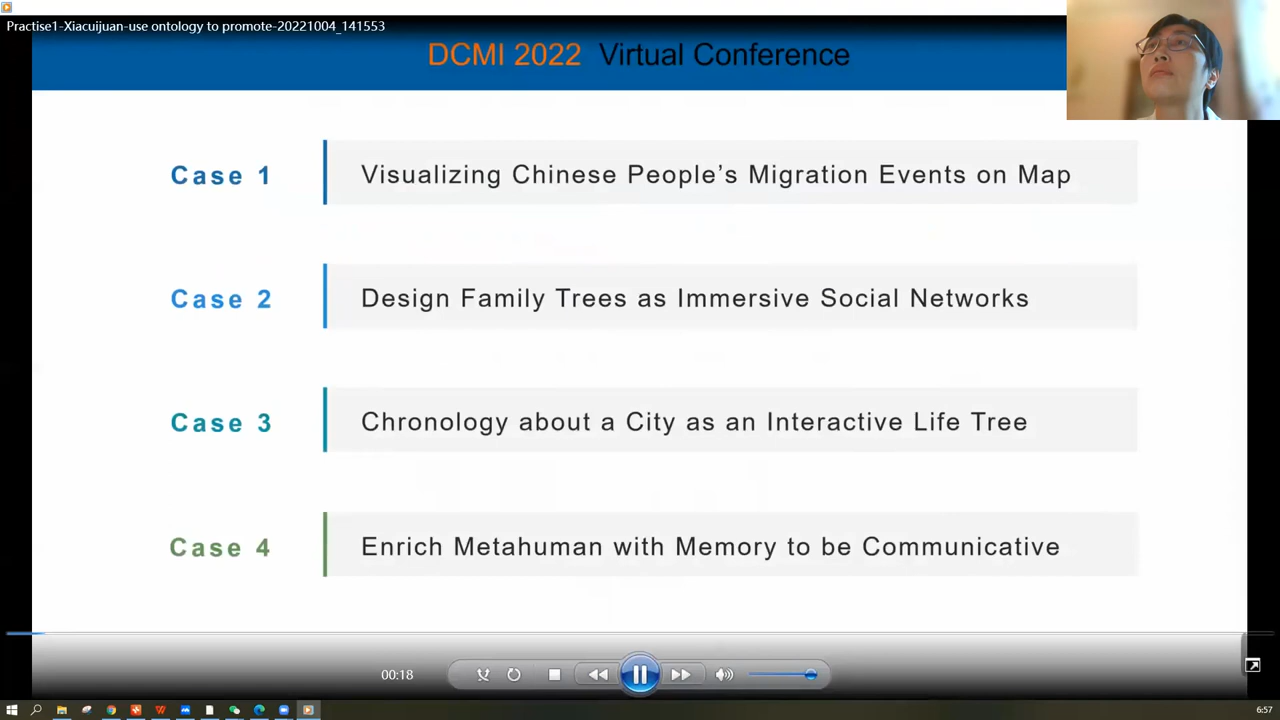 Practise1-Xiacuijuan-use ontology to promote-20221004_141553
DCMI 2022 Virtual Conference
Case 1 Visualizing Chinese People’s Migration Events on Map
Case 2 Design Family Trees as Immersive Social Networks
Case 3 Chronology about a City as an Interactive Life Tree
Case 4 Enrich Metahuman with Memory to be Communicative
00:18
6:57